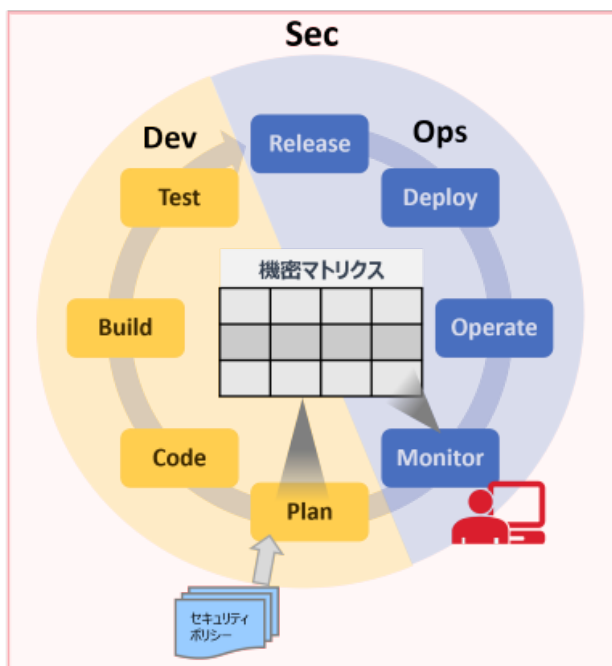 Sec
Dev
Ops
Release
Test
Deploy
機密マトリクス
Build
Operate
Code
Monitor
Plan
セキュリティ
ポリシー